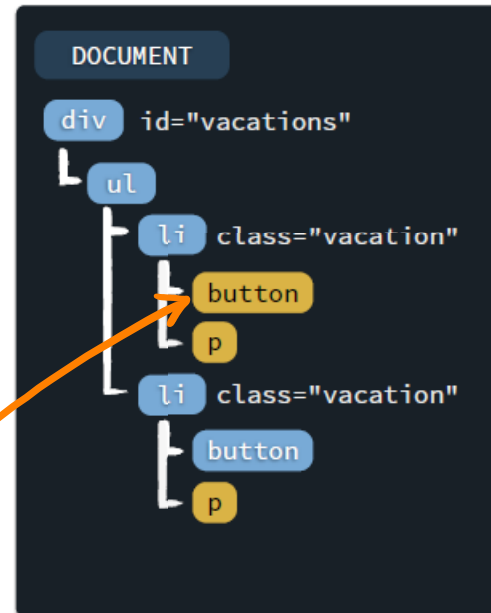 DOCUMENT
div id="vacations"
ul
li class="vacation"
button
p
li class="vacation"
button
p